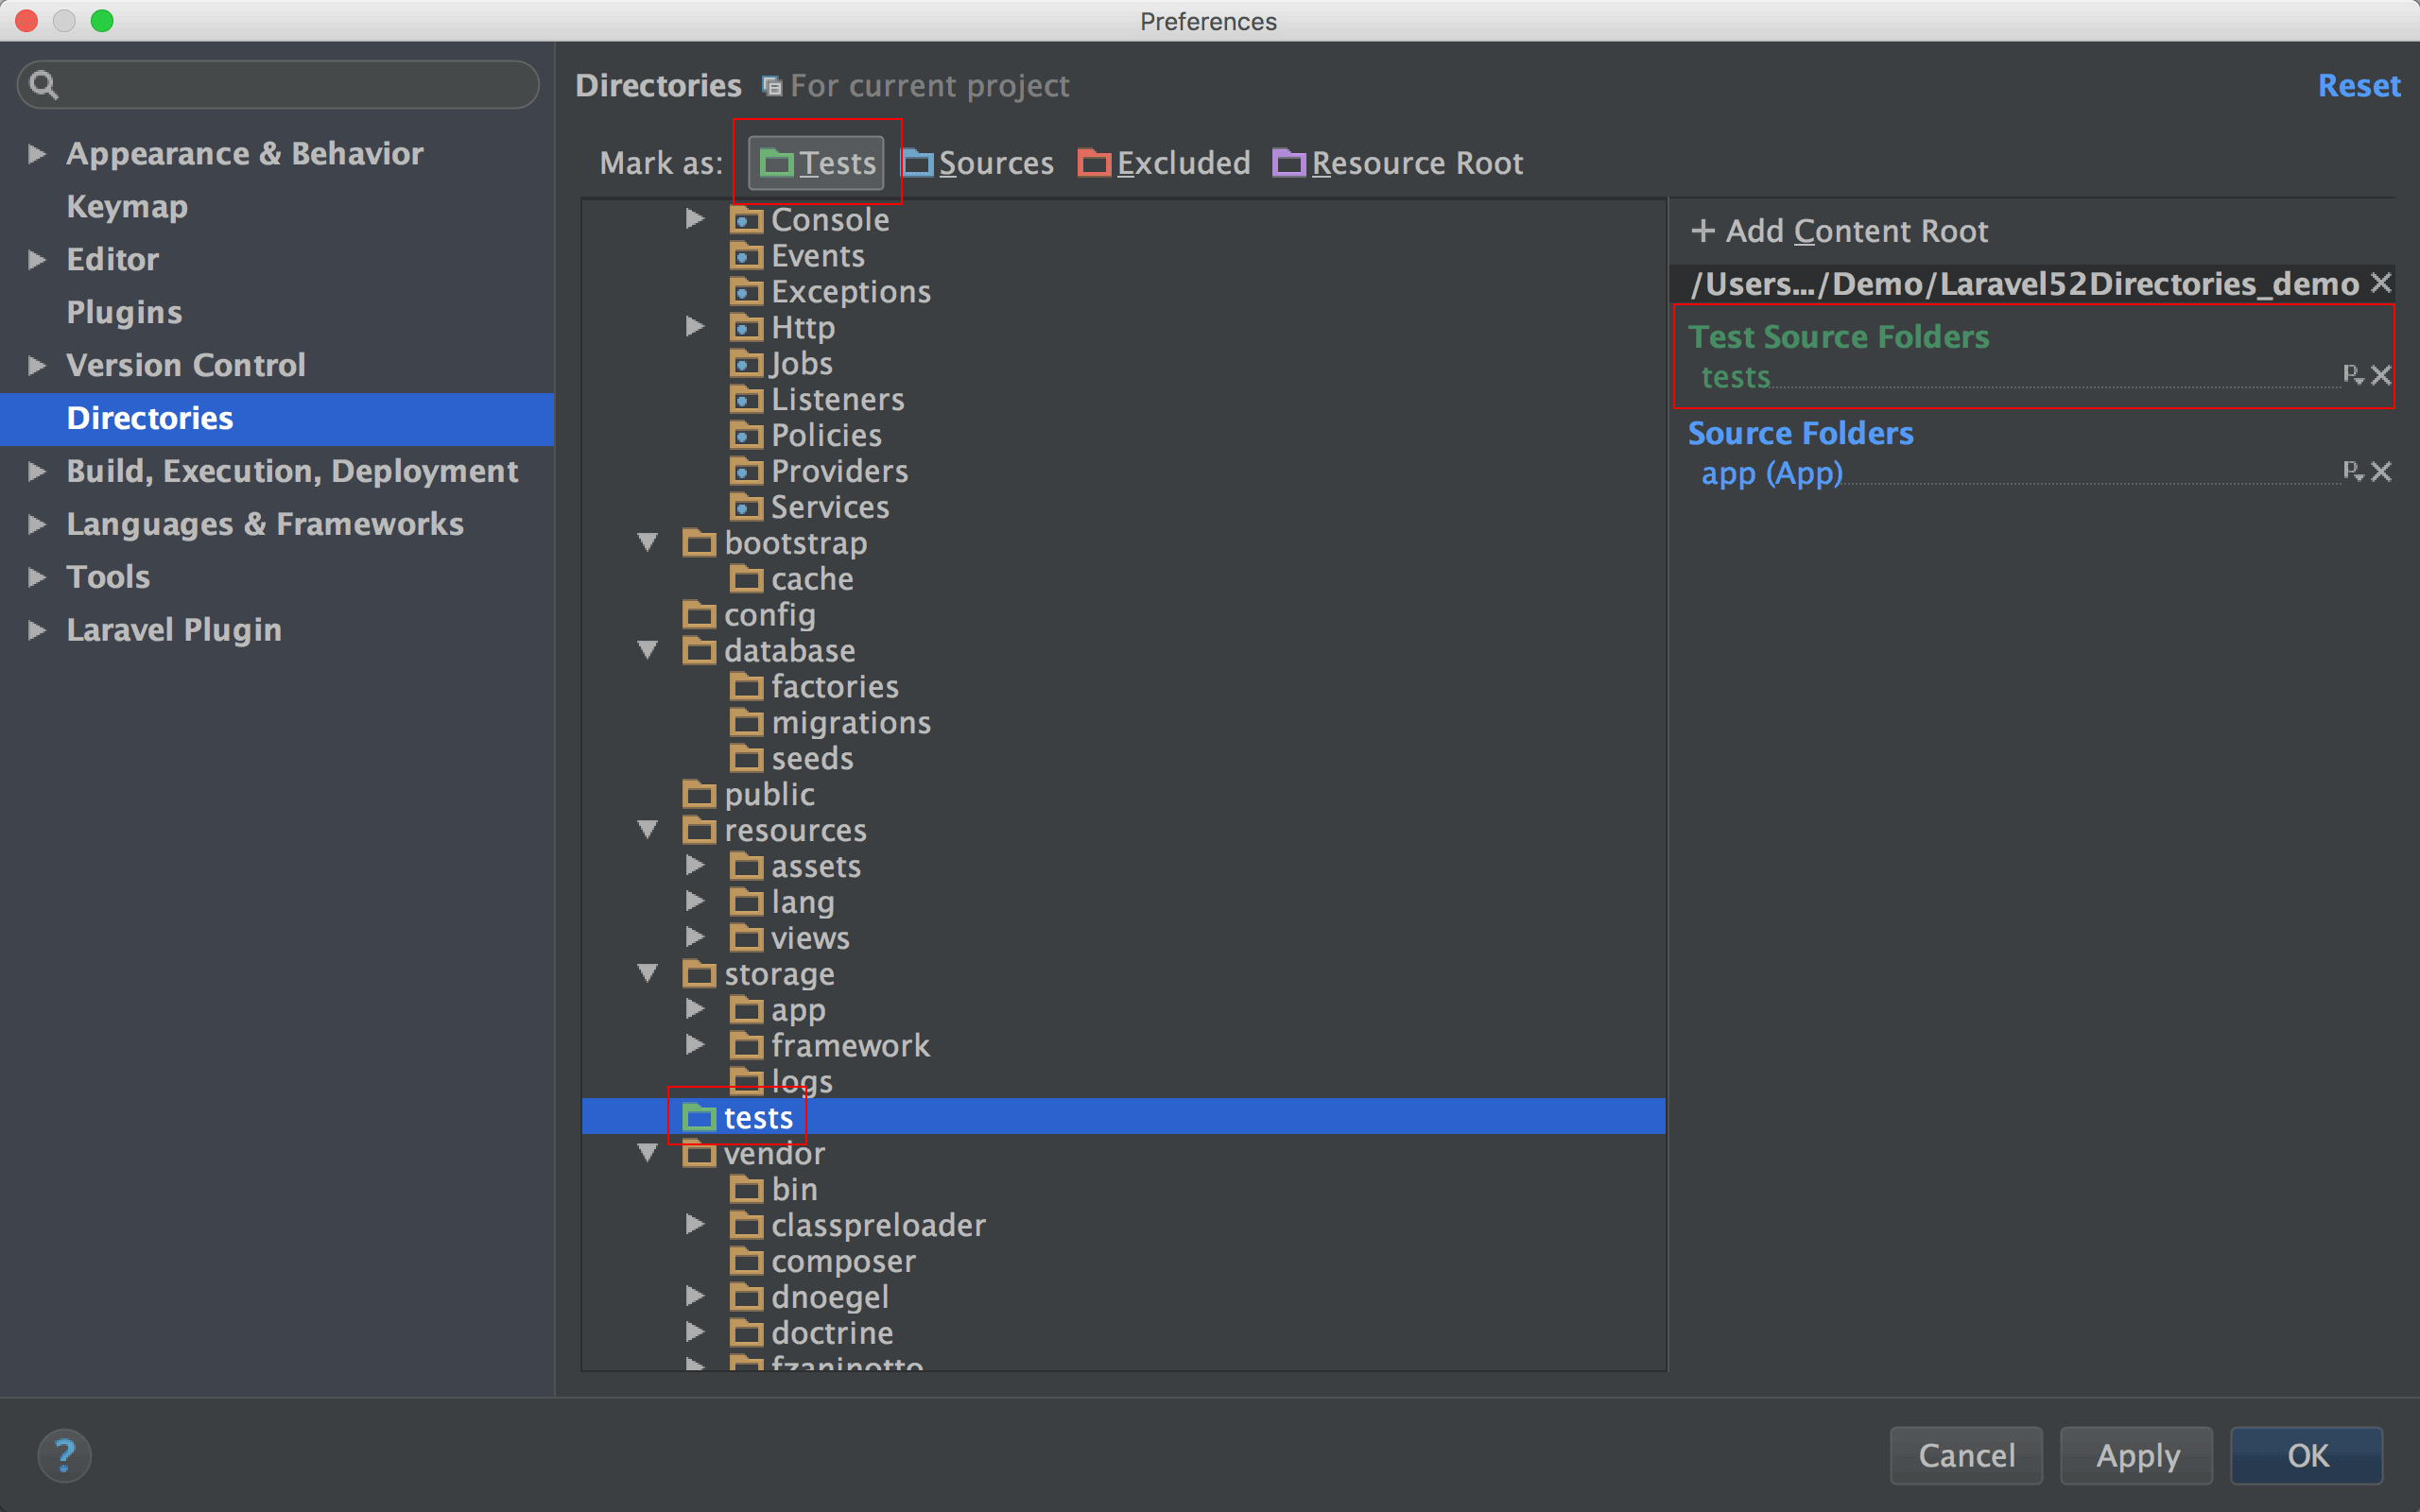 Preferences
Appearance & Behavior
Keymap
Editor
Plugins
Version Control
Directories
Build, Execution, Deployment
Languages & Frameworks
Tools
Laravel Plugin
Directories For current project
Reset
Mark as: Tests Sources Excluded Resource Root
Console
Events
Exceptions
Http
Jobs
Listeners
Policies
Providers
Services
bootstrap
cache
config
database
factories
migrations
seeds
public
resources
assets
lang
views
storage
app
framework
logs
tests
vendor
bin
classpreloader
composer
dnoegel
doctrine
fzaninotto
+ Add Content Root
/Users.../Demo/Laravel52Directories_demo
Test Source Folders
tests
Source Folders
app (App)
?
Cancel
Apply
OK